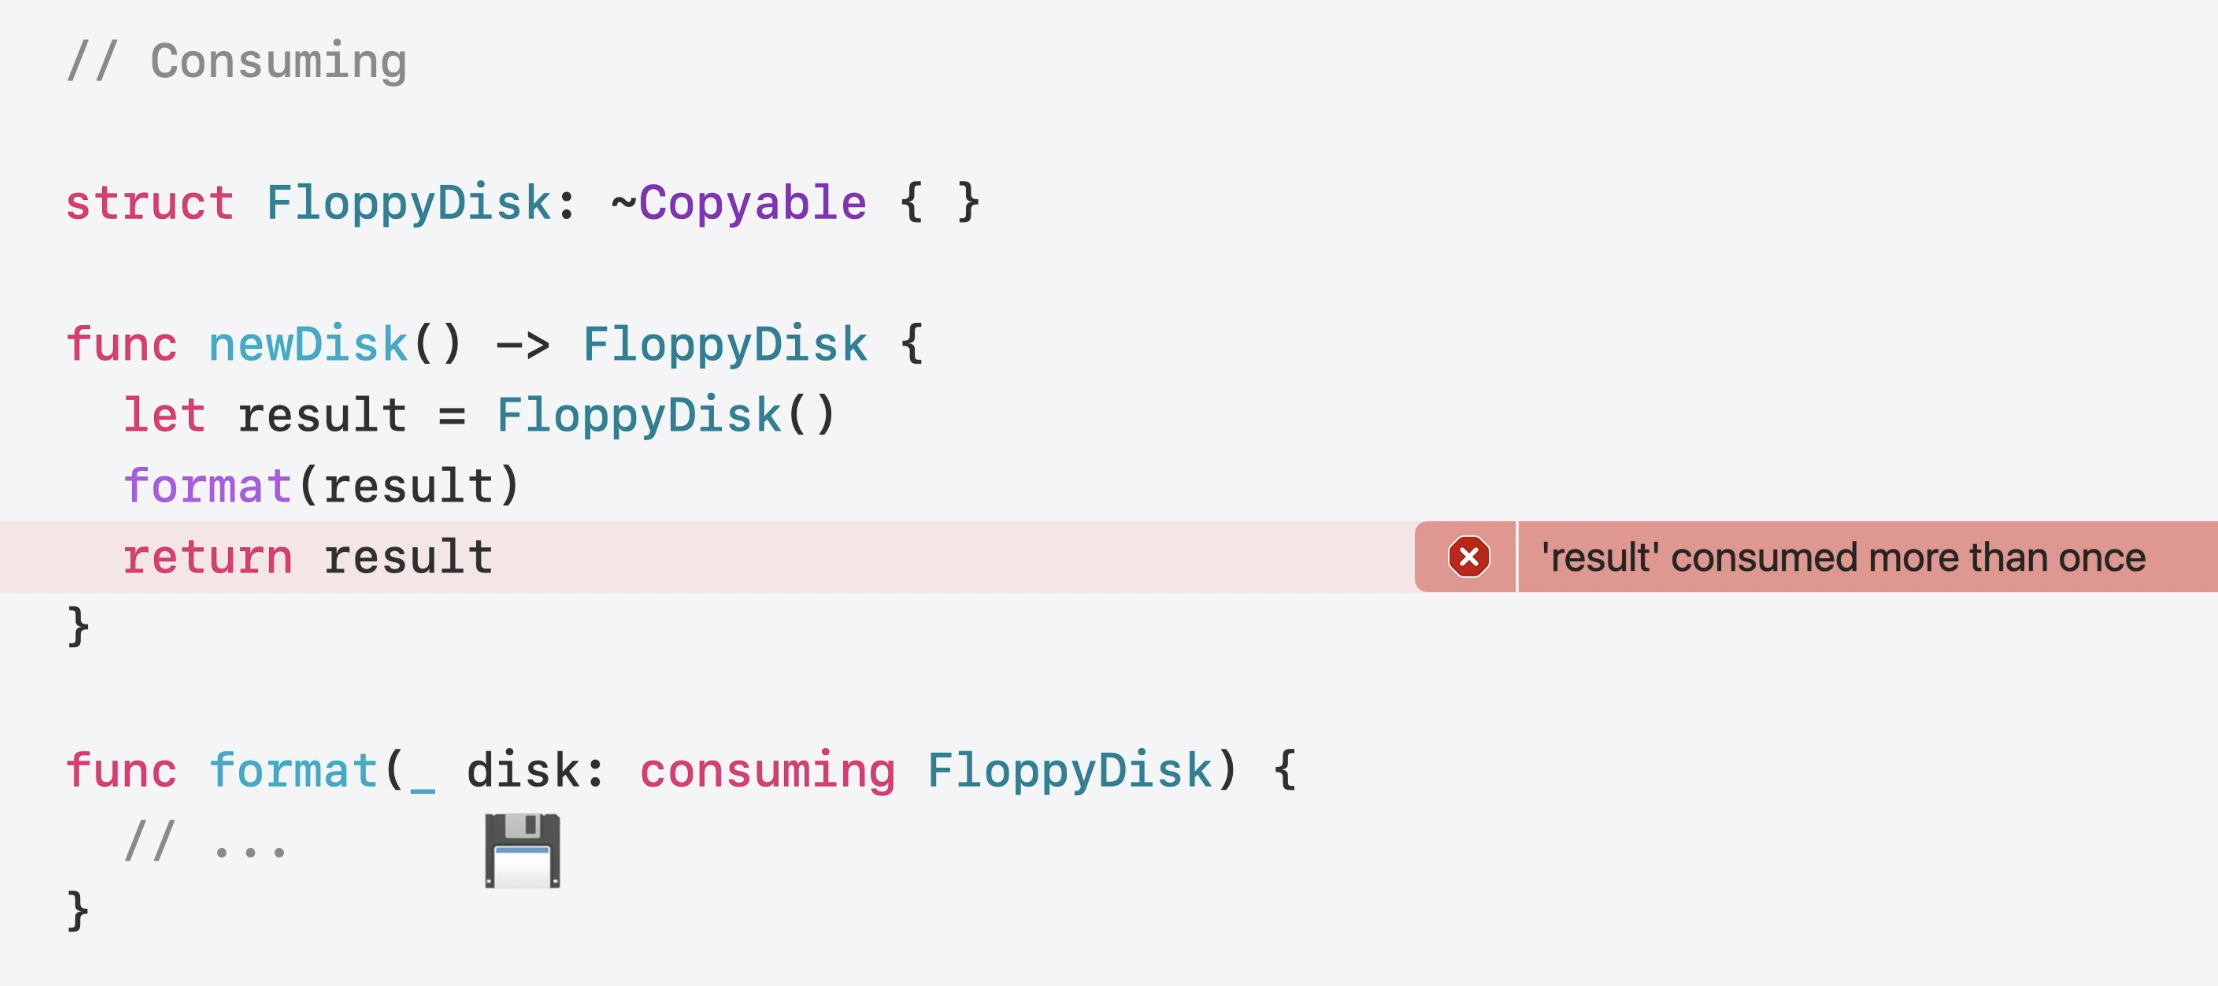 // Consuming
struct FloppyDisk: ~Copyable { }
func newDisk() -> FloppyDisk {
  let result = FloppyDisk()
  format(result)
  return result
'result' consumed more than once
}
func format(_ disk: consuming FloppyDisk) {
  // ...
}